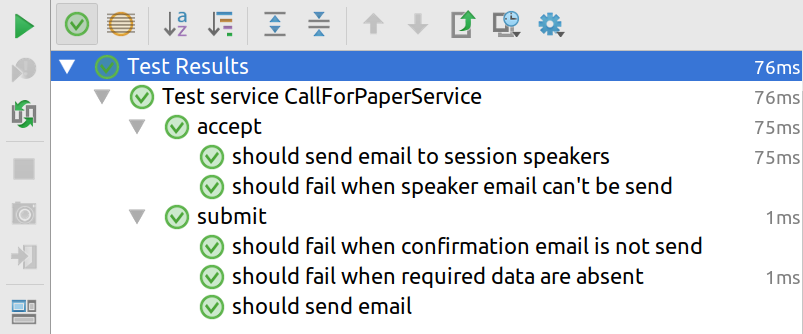 Test Results 76ms
Test service CallForPaperService 76ms
accept 75ms
should send email to session speakers 75ms
should fail when speaker email can't be send
submit 1ms
should fail when confirmation email is not send
should fail when required data are absent 1ms
should send email